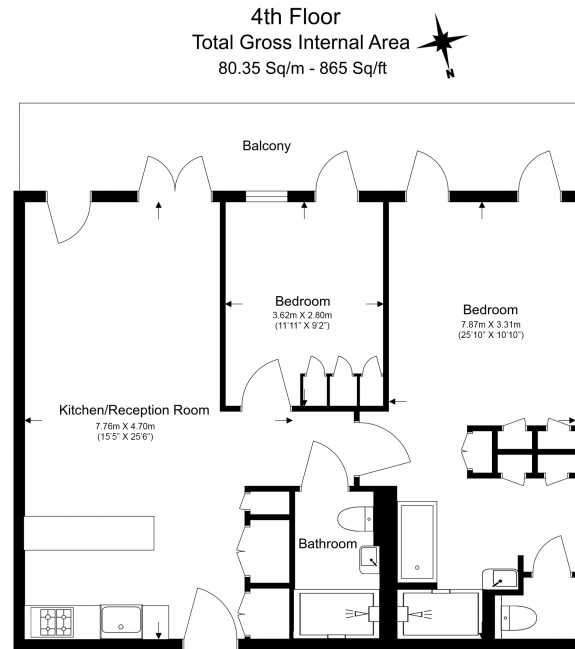 4th Floor
Total Gross Internal Area
80.35 Sq/m - 865 Sq/ft
N
Balcony
Bedroom
3.62m X 2.80m
(11'11" X 9'2")
Bedroom
7.87m X 3.31m
(25'10" X 10'10")
Kitchen/Reception Room
7.76m X 4.70m
(15'5" X 25'6")
Bathroom